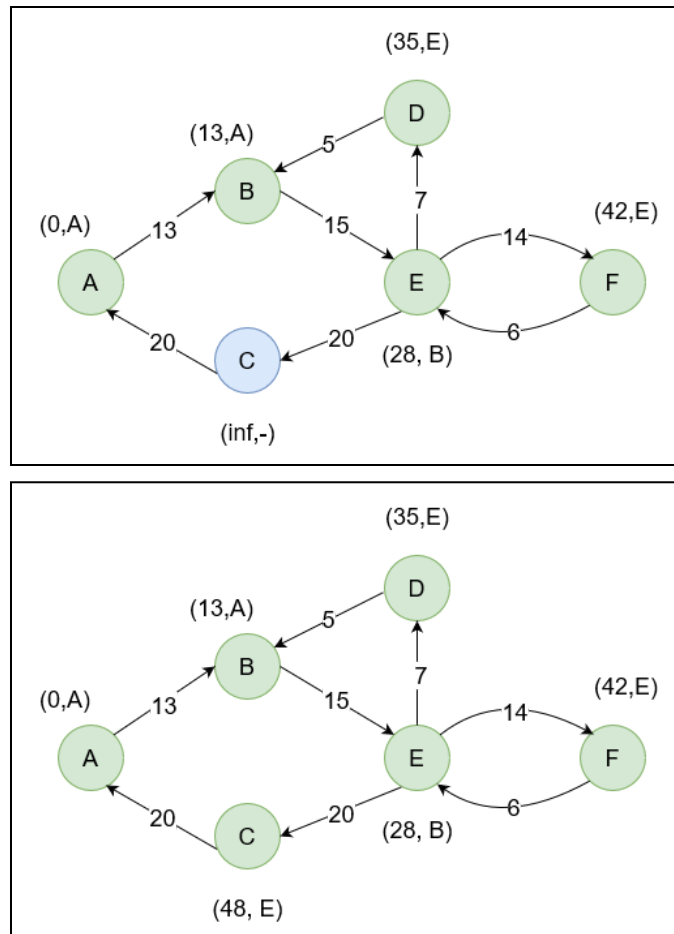 (35,E)
D
(13,A)
5
B
7
(42,E)
(0,A)
13
15
14
A
E
F
20
20
6
C
(28, B)
(inf,-)
(35,E)
D
(13,A)
5
B
7
(42,E)
(0,A)
13
15
14
A
E
F
20
20
6
C
(28, B)
(48, E)